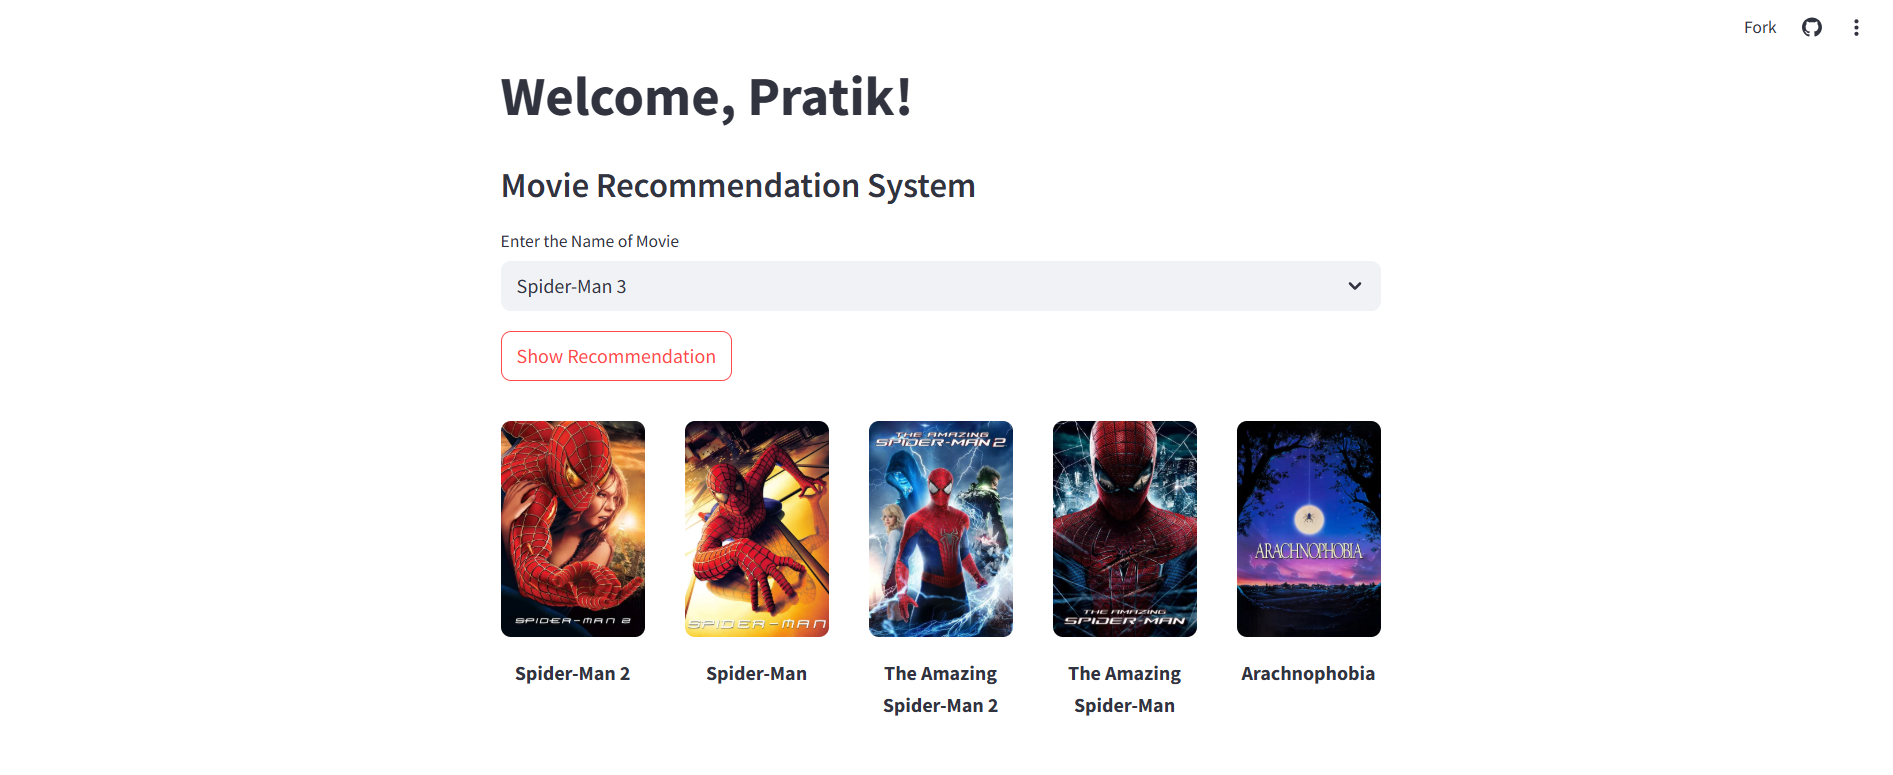 Fork
Welcome, Pratik!
Movie Recommendation System
Enter the Name of Movie
Spider-Man 3
Show Recommendation
SPIDER-MAN 2
SPIDER-MAN
THE AMAZING
SPIDER-MAN 2
THE AMAZING
SPIDER-MAN
ARACHNOPHOBIA
Spider-Man 2
Spider-Man
The Amazing
Spider-Man 2
The Amazing
Spider-Man
Arachnophobia